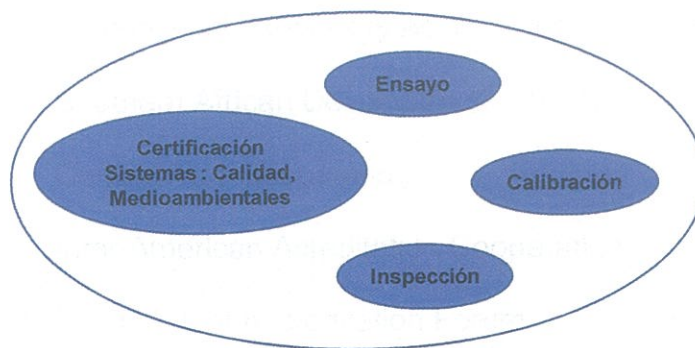 Ensayo
Certificación
Sistemas : Calidad,
Medioambientales
Calibración
Inspección